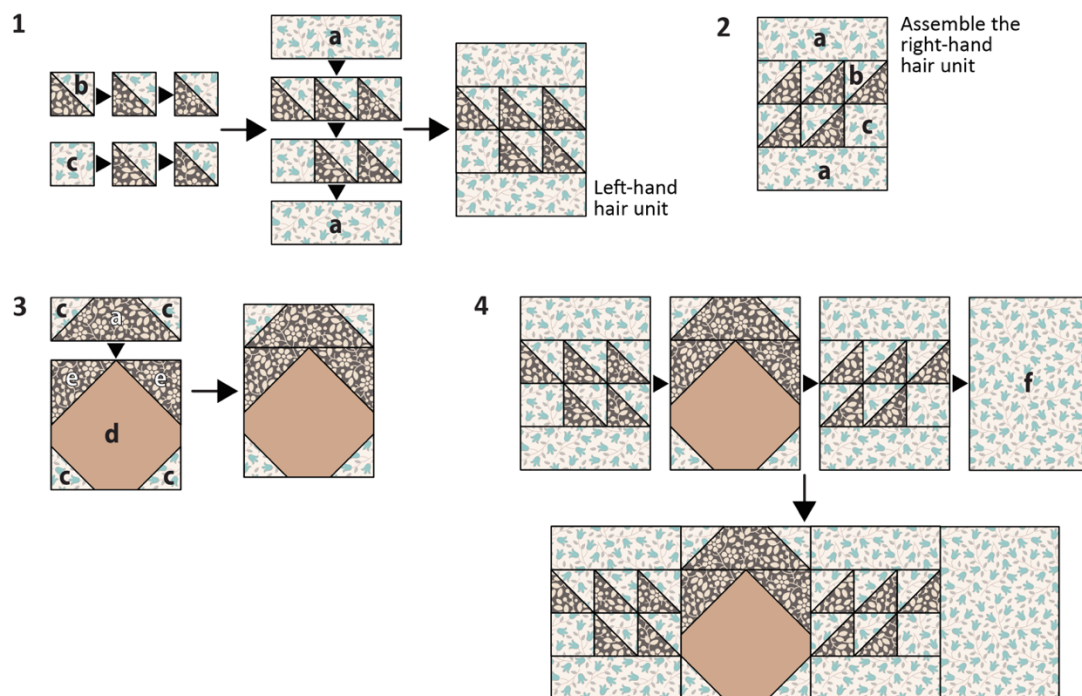 1
b
c
a
a
Left-hand
hair unit
2
a
b
c
a
Assemble the
right-hand
hair unit
3
c a c
e e
d
c c
4
f